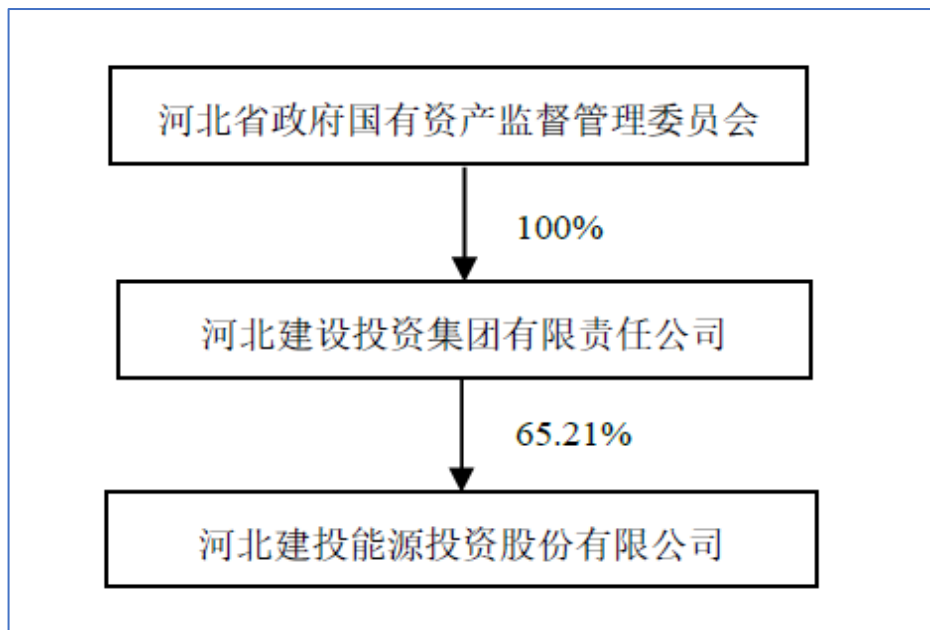 河北省政府国有资产监督管理委员会
100%
河北建设投资集团有限责任公司
65.21%
河北建投能源投资股份有限公司